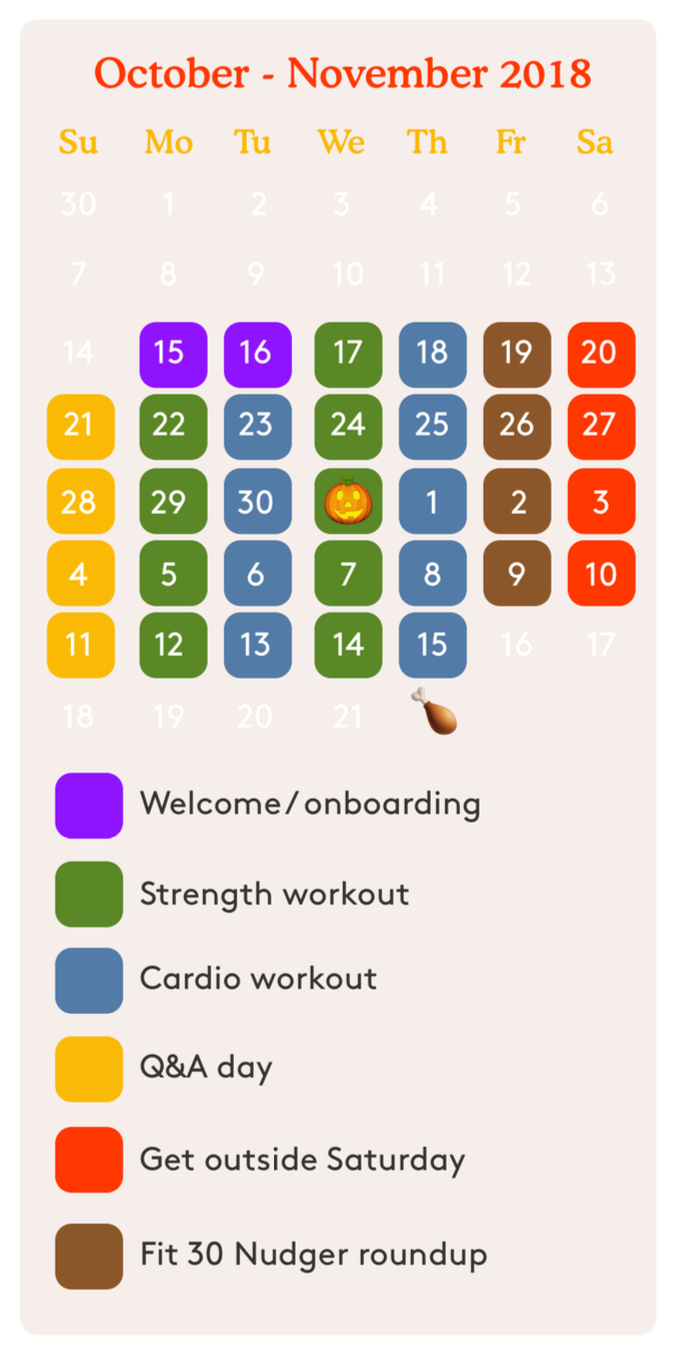 October - November 2018
Su Mo Tu We Th Fr Sa
30 1 2 3 4 5 6
7 8 9 10 11 12 13
14 15 16 17 18 19 20
21 22 23 24 25 26 27
28 29 30 1 2 3
4 5 6 7 8 9 10
11 12 13 14 15 16 17
18 19 20 21
Welcome/onboarding
Strength workout
Cardio workout
Q&A day
Get outside Saturday
Fit 30 Nudger roundup